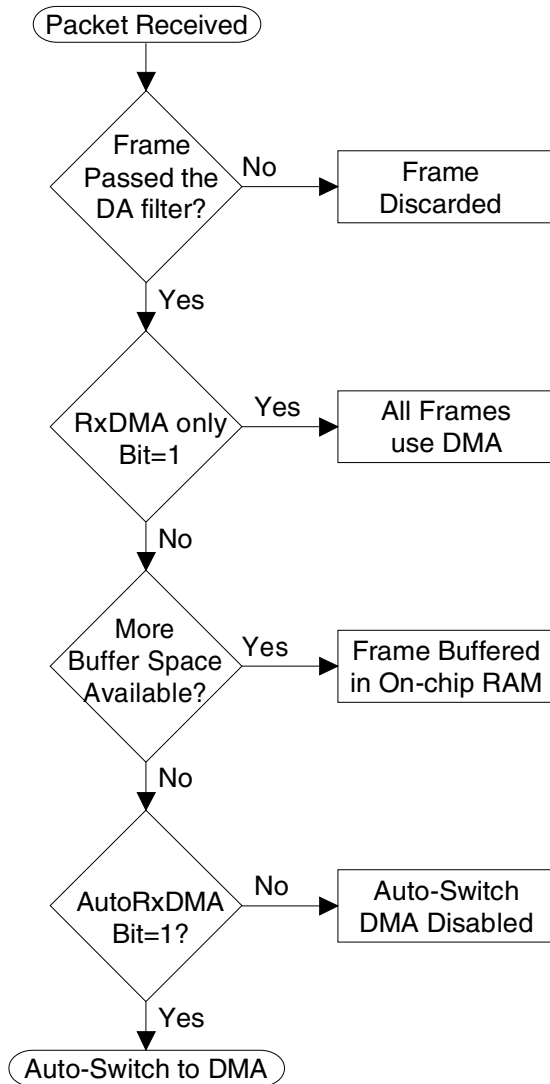 Packet Received
Frame
Passed the
DA filter?
No
Frame
Discarded
Yes
RxDMA only
Bit=1
Yes
All Frames
use DMA
No
More
Buffer Space
Available?
Yes
Frame Buffered
in On-chip RAM
No
AutoRxDMA
Bit=1?
No
Auto-Switch
DMA Disabled
Yes
Auto-Switch to DMA